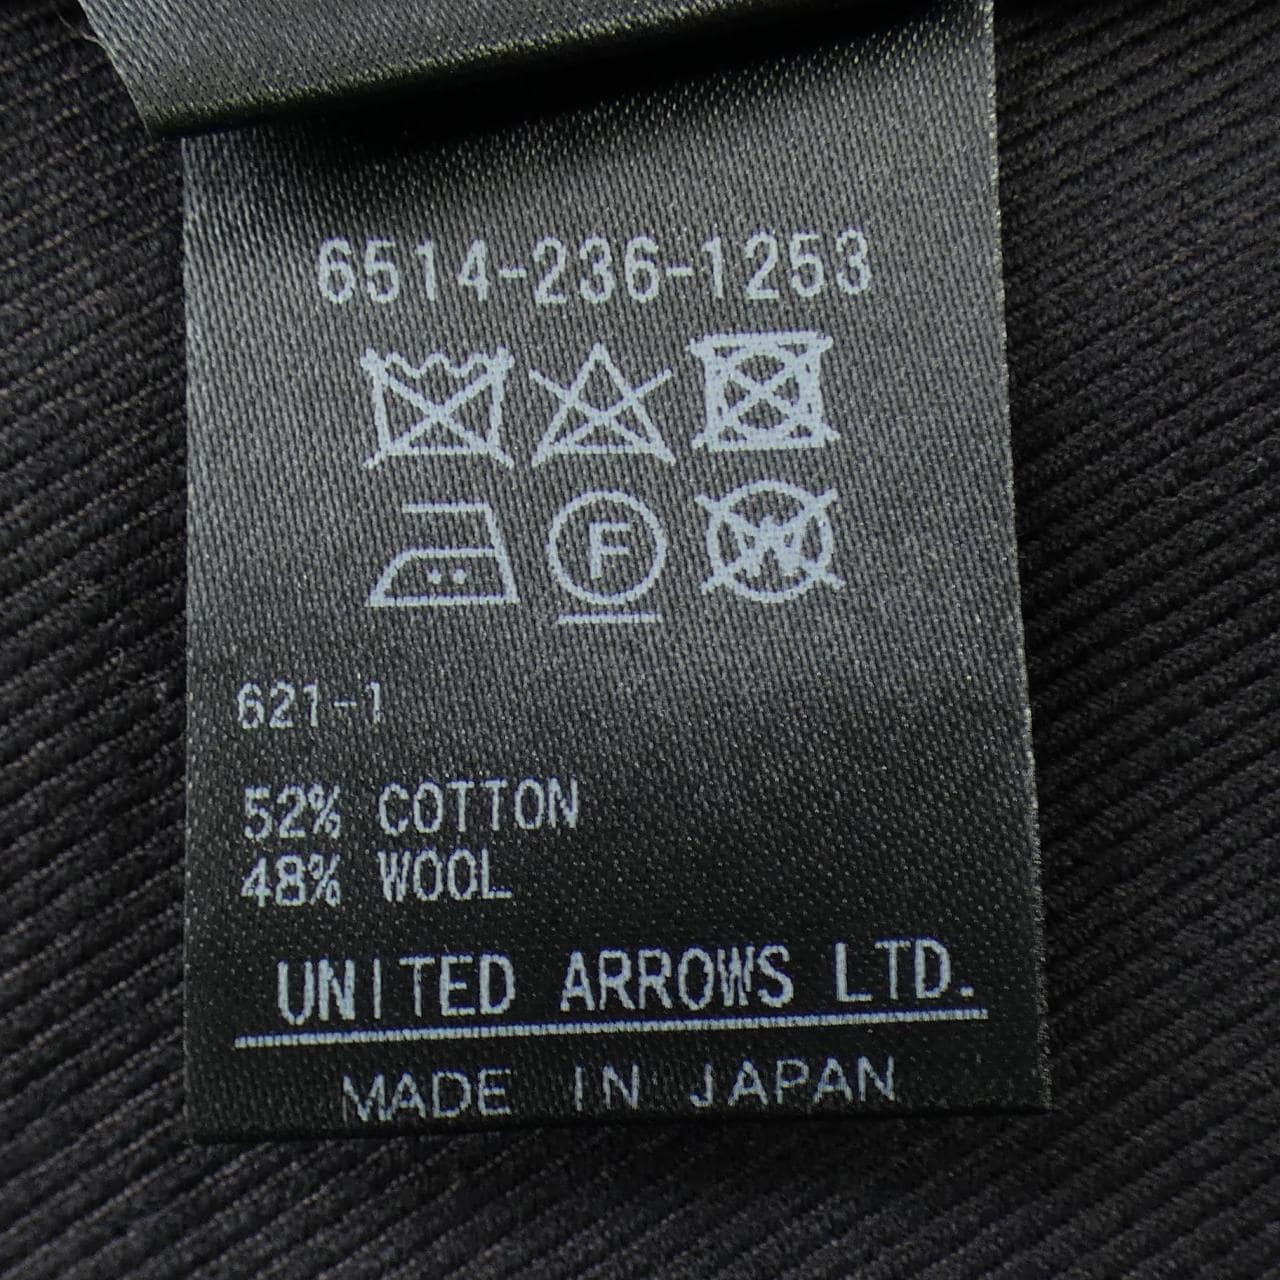 6514-236-1253
F
W
621-1
52% COTTON
48% WOOL
UNITED ARROWS LTD.
MADE IN JAPAN